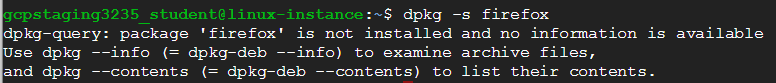 gcpstaging3235_student@linux-instance:~$ dpkg -s firefox
dpkg-query: package 'firefox' is not installed and no information is available
Use dpkg --info (= dpkg-deb --info) to examine archive files,
and dpkg --contents (= dpkg-deb --contents) to list their contents.